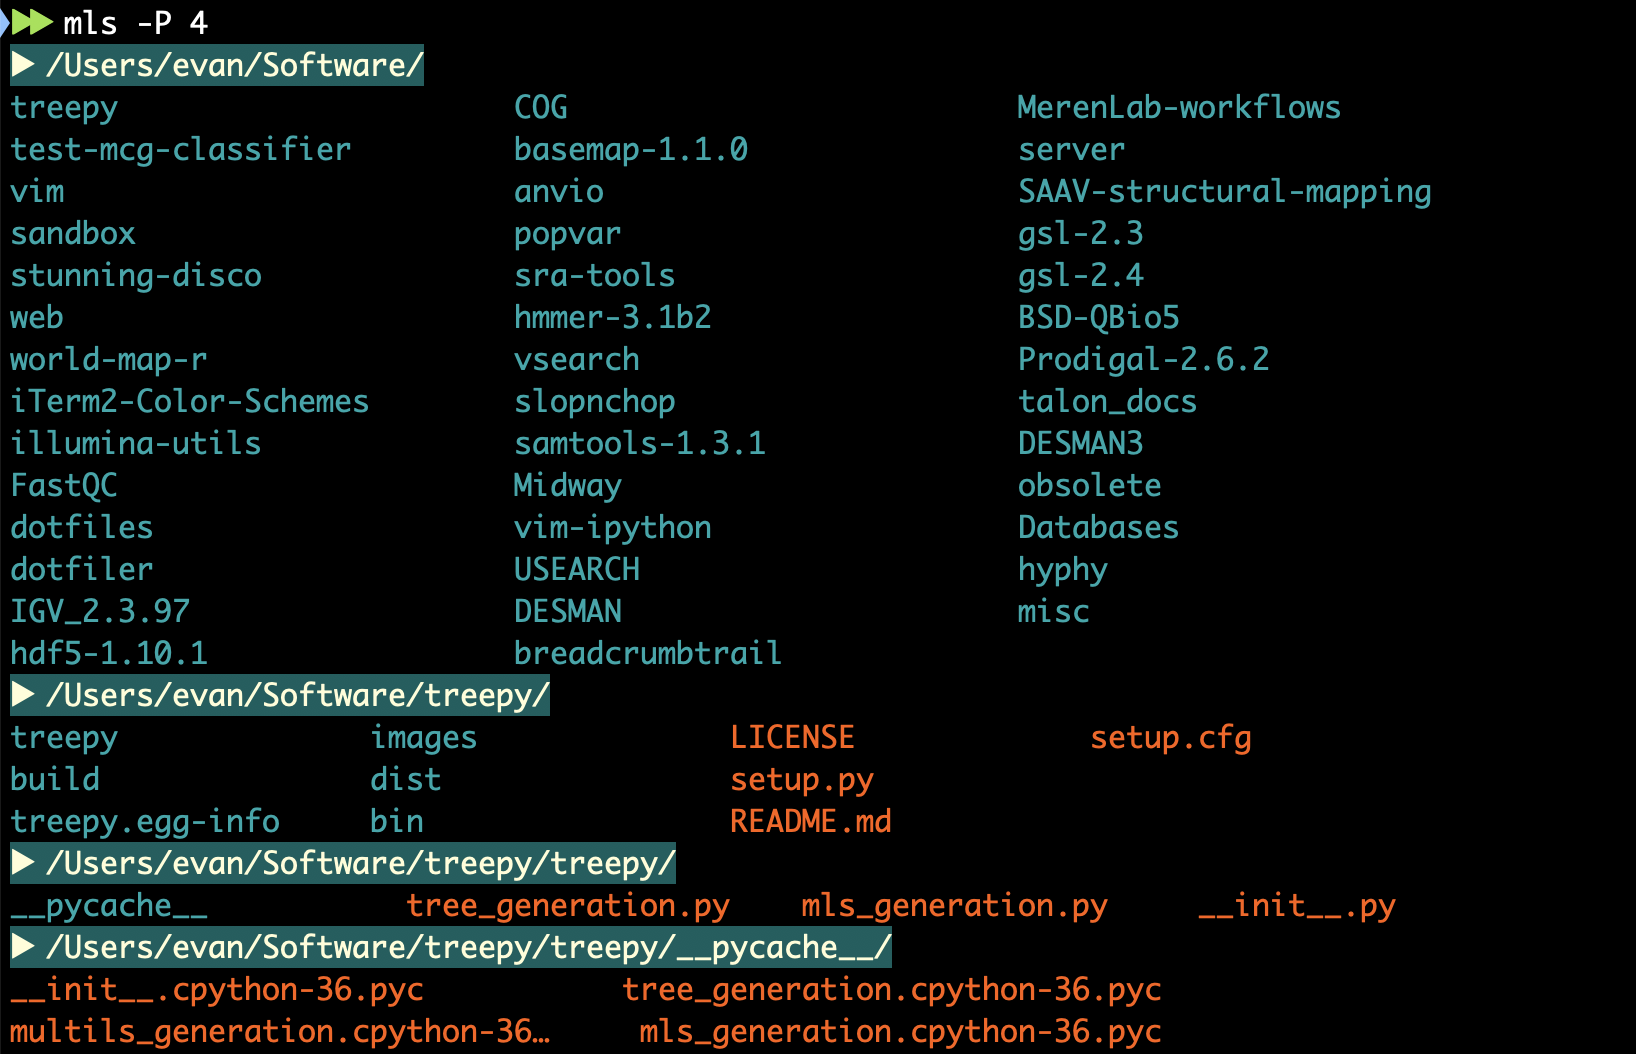 mls -P 4
/Users/evan/Software/
treepy COG MerenLab-workflows
test-mcg-classifier basemap-1.1.0 server
vim anvio SAAV-structural-mapping
sandbox popvar gsl-2.3
stunning-disco sra-tools gsl-2.4
web hmmer-3.1b2 BSD-QBio5
world-map-r vsearch Prodigal-2.6.2
iTerm2-Color-Schemes slopnchop talon_docs
illumina-utils samtools-1.3.1 DESMAN3
FastQC Midway obsolete
dotfiles vim-ipython Databases
dotfiler USEARCH hyphy
IGV_2.3.97 DESMAN misc
hdf5-1.10.1 breadcrumbtrail
/Users/evan/Software/treepy/
treepy images LICENSE setup.cfg
build dist setup.py
treepy.egg-info bin README.md
/Users/evan/Software/treepy/treepy/
__pycache__ tree_generation.py mls_generation.py __init__.py
/Users/evan/Software/treepy/treepy/__pycache__/
__init__.cpython-36.pyc tree_generation.cpython-36.pyc
multils_generation.cpython-36… mls_generation.cpython-36.pyc